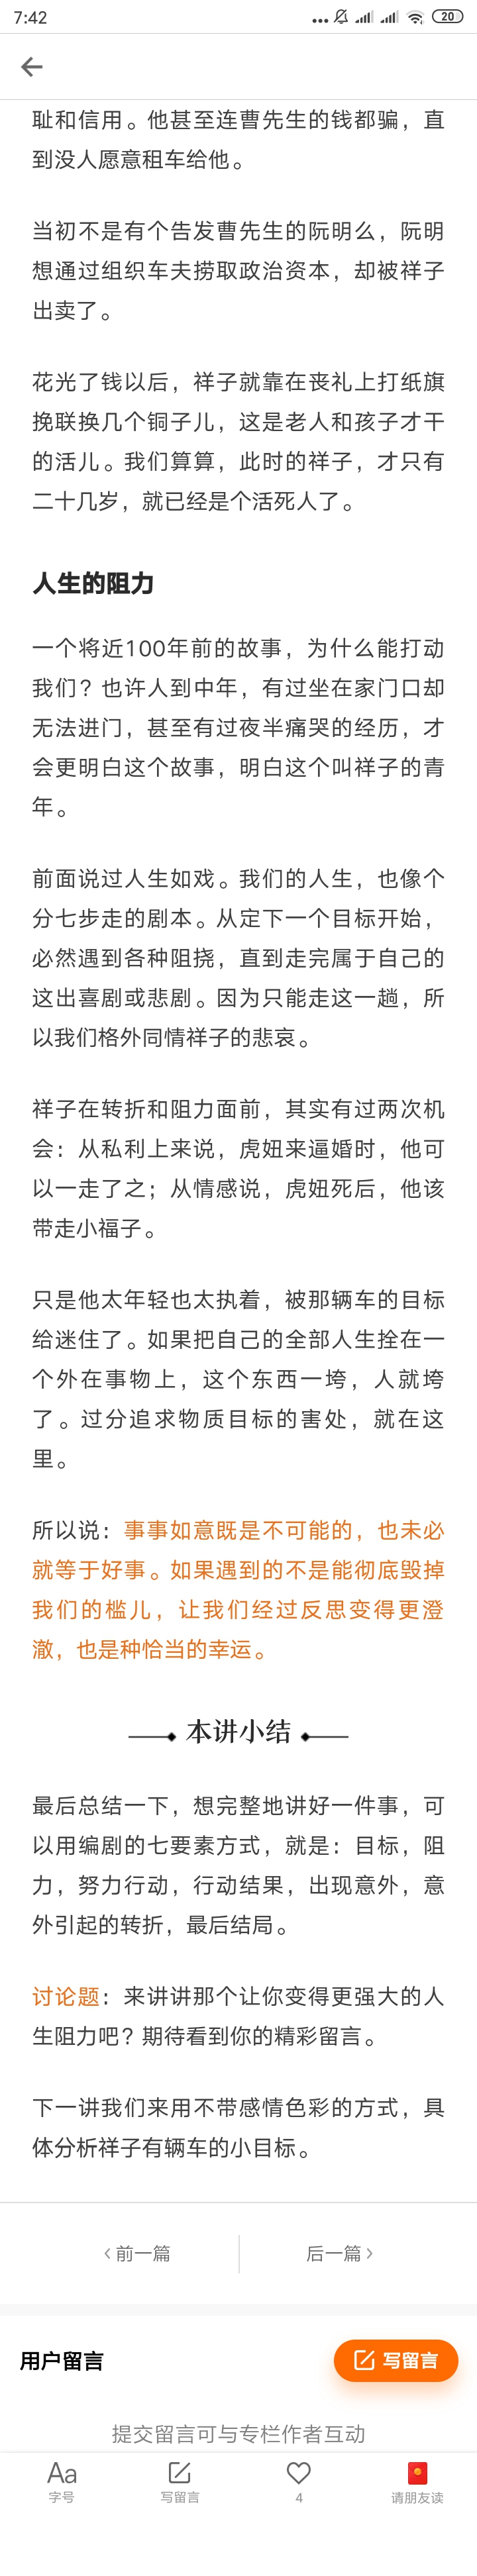 7:42
20
耻和信用。他甚至连曹先生的钱都骗，直
到没人愿意租车给他。
当初不是有个告发曹先生的阮明么，阮明
想通过组织车夫捞取政治资本，却被祥子
出卖了。
花光了钱以后，祥子就靠在丧礼上打纸旗
挽联换几个铜子儿，这是老人和孩子才干
的活儿。我们算算，此时的祥子，才只有
二十几岁，就已经是个活死人了。
人生的阻力
一个将近100年前的故事，为什么能打动
我们？也许人到中年，有过坐在家门口却
无法进门，甚至有过夜半痛哭的经历，才
会更明白这个故事，明白这个叫祥子的青
年。
前面说过人生如戏。我们的人生，也像个
分七步走的剧本。从定下一个目标开始，
必然遇到各种阻挠，直到走完属于自己的
这出喜剧或悲剧。因为只能走这一趟，所
以我们格外同情祥子的悲哀。
祥子在转折和阻力面前，其实有过两次机
会：从私利上来说，虎妞来逼婚时，他可
以一走了之；从情感说，虎妞死后，他该
带走小福子。
只是他太年轻也太执着，被那辆车的目标
给迷住了。如果把自己的全部人生拴在一
个外在事物上，这个东西一垮，人就垮
了。过分追求物质目标的害处，就在这
里。
所以说：事事如意既是不可能的，也未必
就等于好事。如果遇到的不是能彻底毁掉
我们的槛儿，让我们经过反思变得更澄
澈，也是种恰当的幸运。
本讲小结
最后总结一下，想完整地讲好一件事，可
以用编剧的七要素方式，就是：目标，阻
力，努力行动，行动结果，出现意外，意
外引起的转折，最后结局。
讨论题：来讲讲那个让你变得更强大的人
生阻力吧？期待看到你的精彩留言。
下一讲我们来用不带感情色彩的方式，具
体分析祥子有辆车的小目标。
前一篇 后一篇
用户留言 写留言
提交留言可与专栏作者互动
Aa
字号 写留言 4 请朋友读